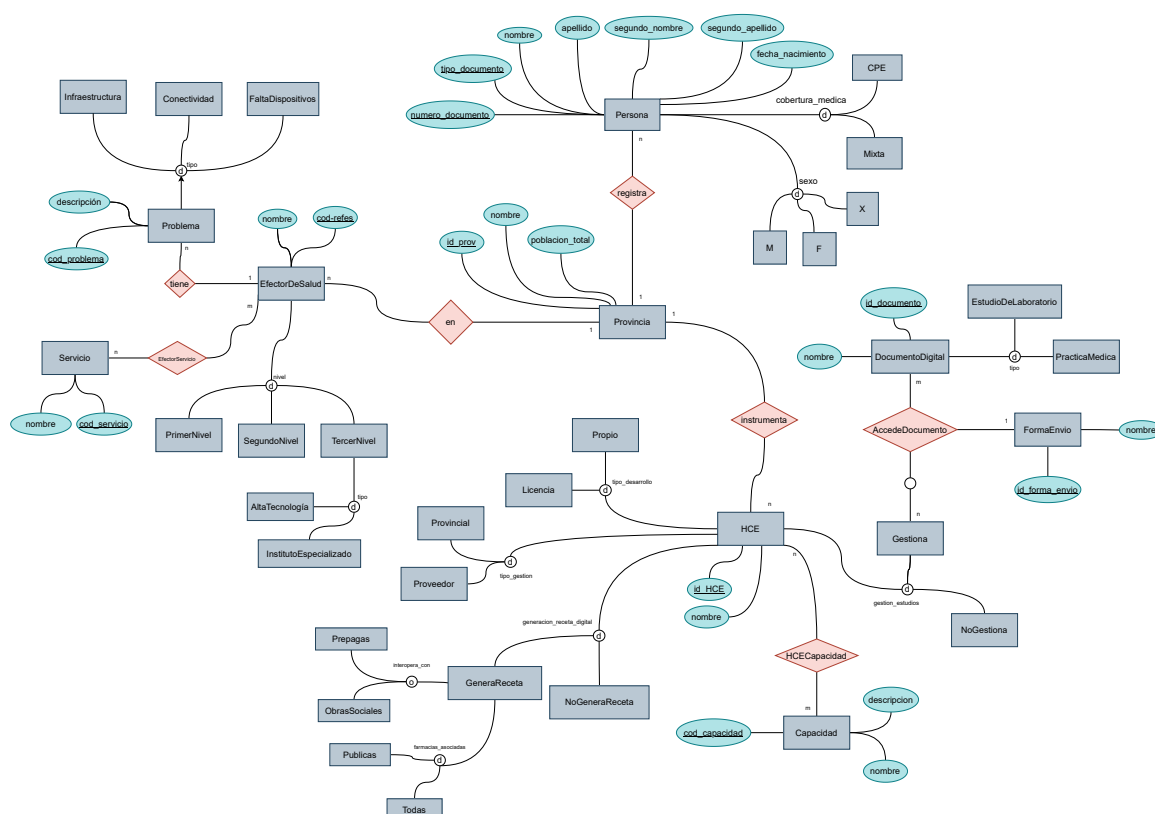 apellido
segundo_nombre
segundo_apellido
nombre
fecha_nacimiento
tipo_documento
CPE
Infraestructura
Conectividad
FaltaDispositivos
cobertura_medica
numero_documento
Persona
d
Mixta
n
tipo
d
sexo
d
registra
descripción
nombre
cod-refes
nombre
X
Problema
id_prov
poblacion_total
M
F
n
cod_problema
tiene
1
EfectorDeSalud
n
1
id_documento
EstudioDeLaboratorio
m
en
1
Provincia
1
Servicio
n
EfectorServicio
nombre
DocumentoDigital
d
PracticaMedica
tipo
nivel
d
m
nombre
cod_servicio
PrimerNivel
SegundoNivel
TercerNivel
instrumenta
AccedeDocumento
1
FormaEnvio
nombre
Propio
tipo_desarrollo
Licencia
d
id_forma_envio
AltaTecnología
d
tipo
n
n
Provincial
HCE
Gestiona
InstitutoEspecializado
n
d
tipo_gestion
Proveedor
id_HCE
d
gestion_estudios
nombre
generacion_receta_digital
d
NoGestiona
Prepagas
interopera_con
HCECapacidad
o
GeneraReceta
NoGeneraReceta
ObrasSociales
m
descripcion
cod_capacidad
Capacidad
farmacias_asociadas
Publicas
d
nombre
Todas